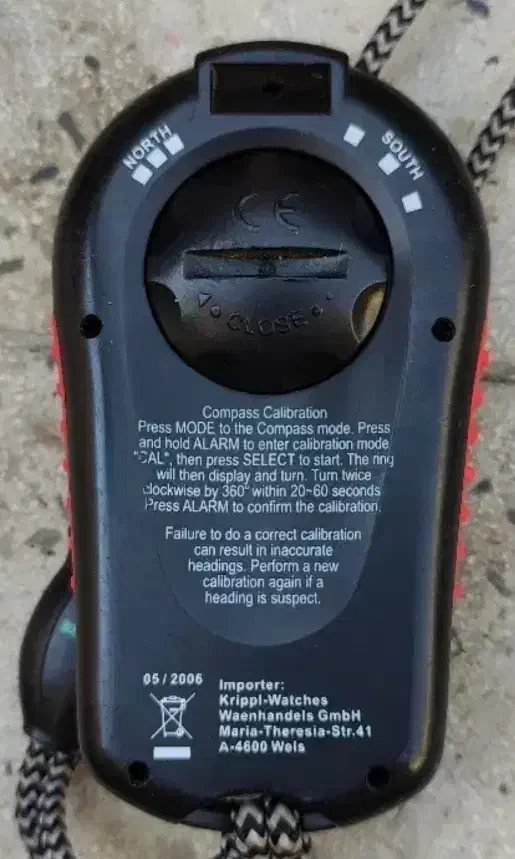 NORTH
SOUTH
CE
CLOSE
Compass Calibration
Press MODE to the Compass mode. Press
and hold ALARM to enter calibration mode
"CAL", then press SELECT to start. The ring
will then display and turn. Turn twice
clockwise by 360° within 20~60 seconds
Press ALARM to confirm the calibration.
Failure to do a correct calibration
can result in inaccurate
headings. Perform a new
calibration again if a
heading is suspect.
05/2006
Importer:
Krippl-Watches
Waenhandels GmbH
Maria-Theresia-Str.41
A-4600 Wels